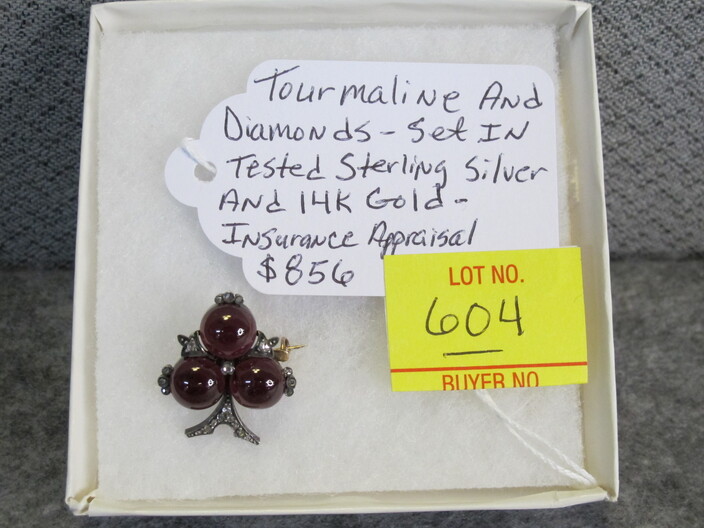 Tourmaline And
Diamonds - Set In
Tested Sterling Silver
And 14K Gold -
Insurance Appraisal
$856
LOT NO.
604
BUYER NO